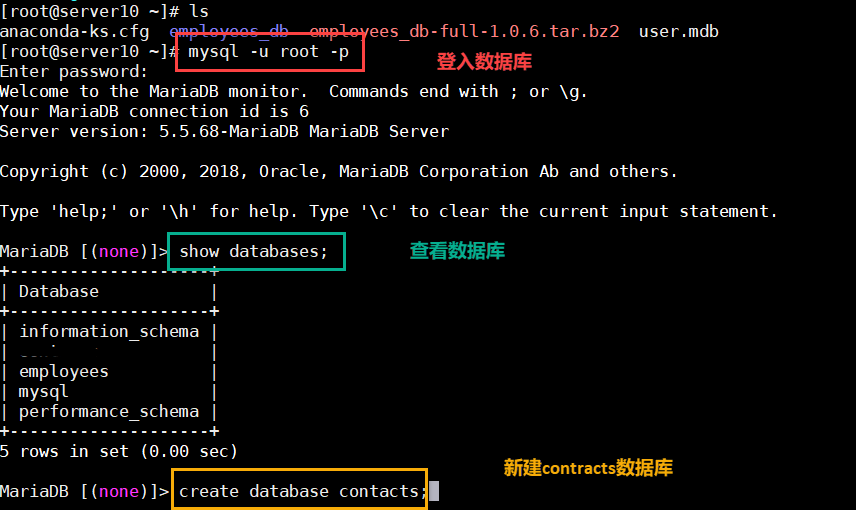 [root@server10 ~]# ls
anaconda-ks.cfg  employees_db  employees_db-full-1.0.6.tar.bz2  user.mdb
[root@server10 ~]# mysql -u root -p
登入数据库
Enter password:
Welcome to the MariaDB monitor.  Commands end with ; or \g.
Your MariaDB connection id is 6
Server version: 5.5.68-MariaDB MariaDB Server
Copyright (c) 2000, 2018, Oracle, MariaDB Corporation Ab and others.
Type 'help;' or '\h' for help. Type '\c' to clear the current input statement.
MariaDB [(none)]> show databases;
查看数据库
+--------------------+
| Database           |
+--------------------+
| information_schema |
|                    |
| employees          |
| mysql              |
| performance_schema |
+--------------------+
5 rows in set (0.00 sec)
新建contracts数据库
MariaDB [(none)]> create database contacts;